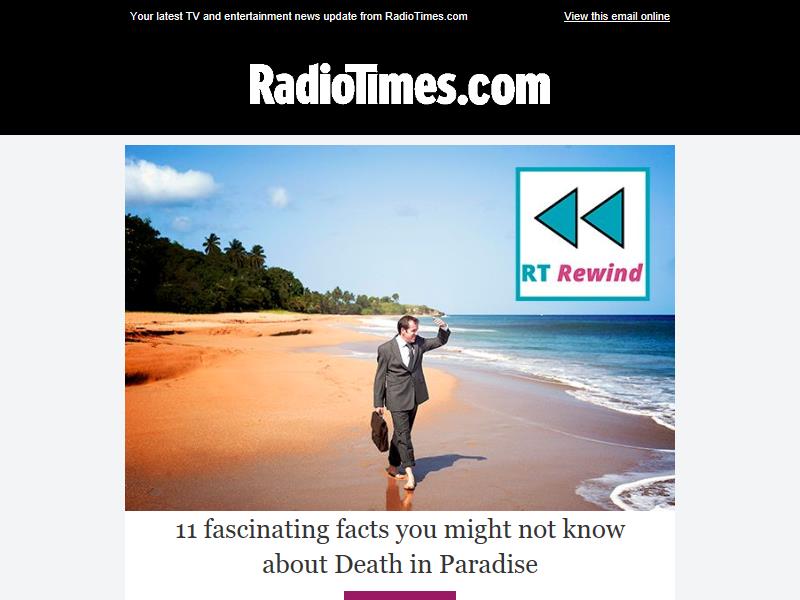 Your latest TV and entertainment news update from RadioTimes.com
View this email online
RadioTimes.com
RT Rewind
11 fascinating facts you might not know
about Death in Paradise